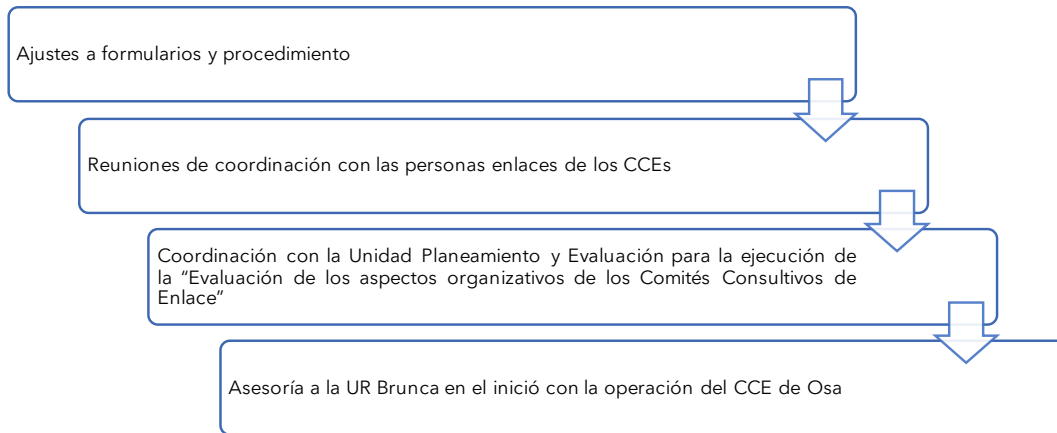 Ajustes a formularios y procedimiento
Reuniones de coordinación con las personas enlaces de los CCEs
Coordinación con la Unidad Planeamiento y Evaluación para la ejecución de
la “Evaluación de los aspectos organizativos de los Comités Consultivos de
Enlace”
Asesoría a la UR Brunca en el inició con la operación del CCE de Osa